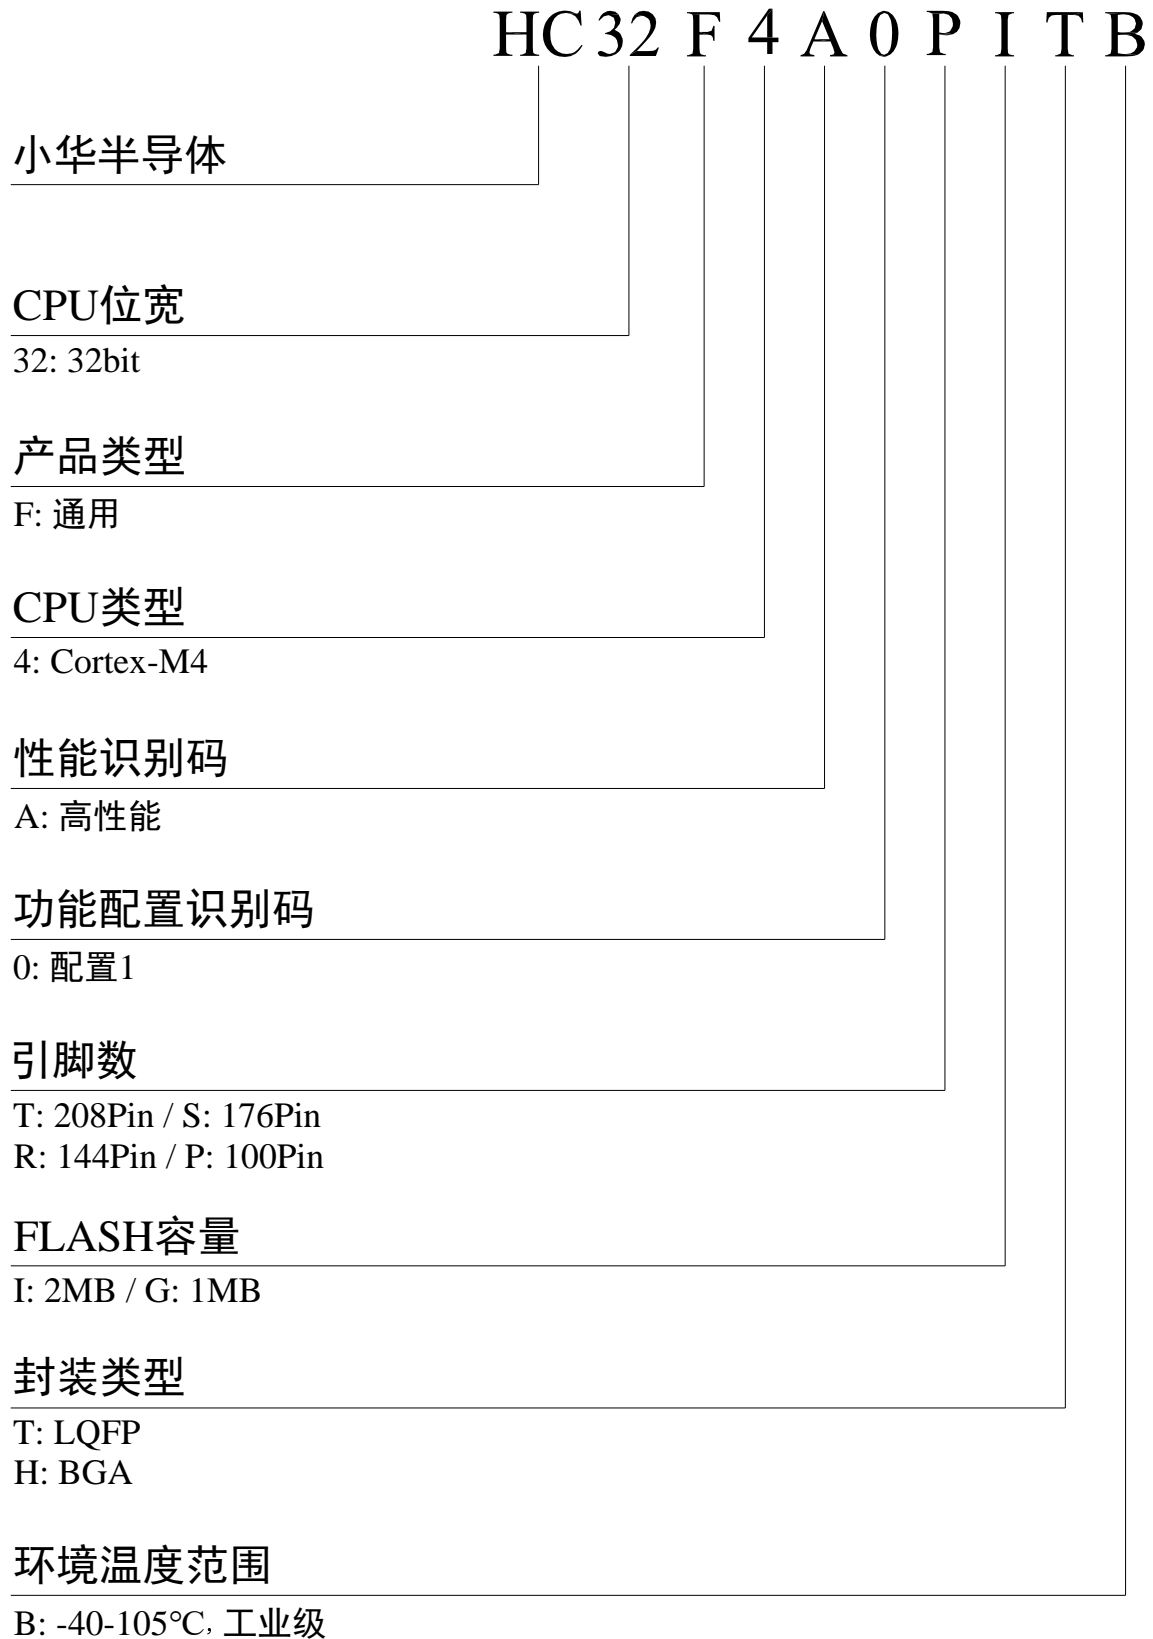 HC32F4A0PITB
小华半导体
CPU位宽
32: 32bit
产品类型
F: 通用
CPU类型
4: Cortex-M4
性能识别码
A: 高性能
功能配置识别码
0: 配置1
引脚数
T: 208Pin / S: 176Pin
R: 144Pin / P: 100Pin
FLASH容量
I: 2MB / G: 1MB
封装类型
T: LQFP
H: BGA
环境温度范围
B: -40-105℃, 工业级